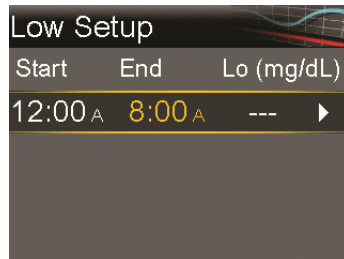 Low Setup
Start End Lo (mg/dL)
12:00 A 8:00 A ---